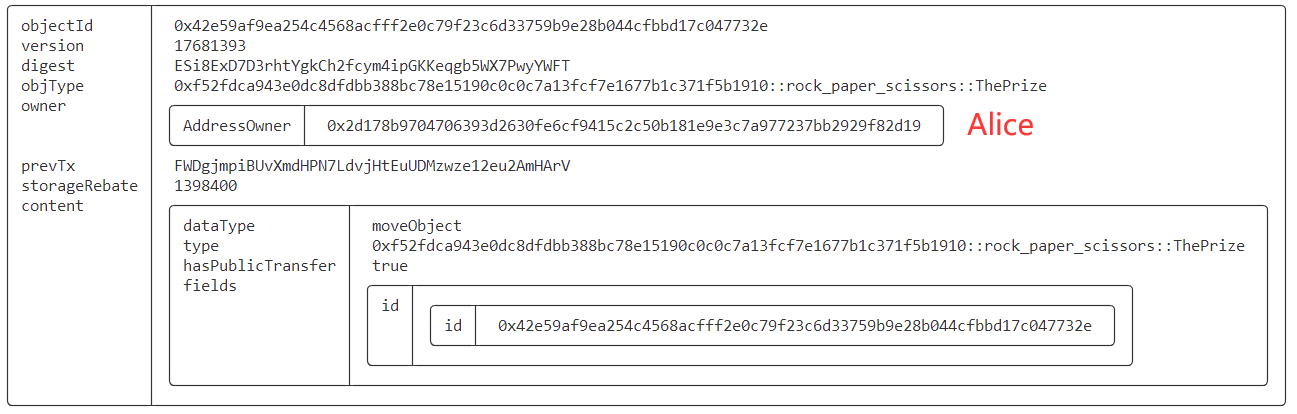 objectId 0x42e59af9ea254c4568acfff2e0c79f23c6d33759b9e28b044cfbbd17c047732e
version 17681393
digest ESi8ExD7D3rhtYgkCh2fcym4ipGKKeqgb5WX7PwyYWFT
objType 0xf52fdca943e0dc8dfdbb388bc78e15190c0c0c7a13fcf7e1677b1c371f5b1910::rock_paper_scissors::ThePrize
owner
AddressOwner 0x2d178b9704706393d2630fe6cf9415c2c50b181e9e3c7a977237bb2929f82d19 Alice
prevTx FWDgjmpiBUvXmdHPN7LdvjHtEuUDMzwze12eu2AmHArV
storageRebate 1398400
content
dataType moveObject
type 0xf52fdca943e0dc8dfdbb388bc78e15190c0c0c7a13fcf7e1677b1c371f5b1910::rock_paper_scissors::ThePrize
hasPublicTransfer true
fields
id
id 0x42e59af9ea254c4568acfff2e0c79f23c6d33759b9e28b044cfbbd17c047732e